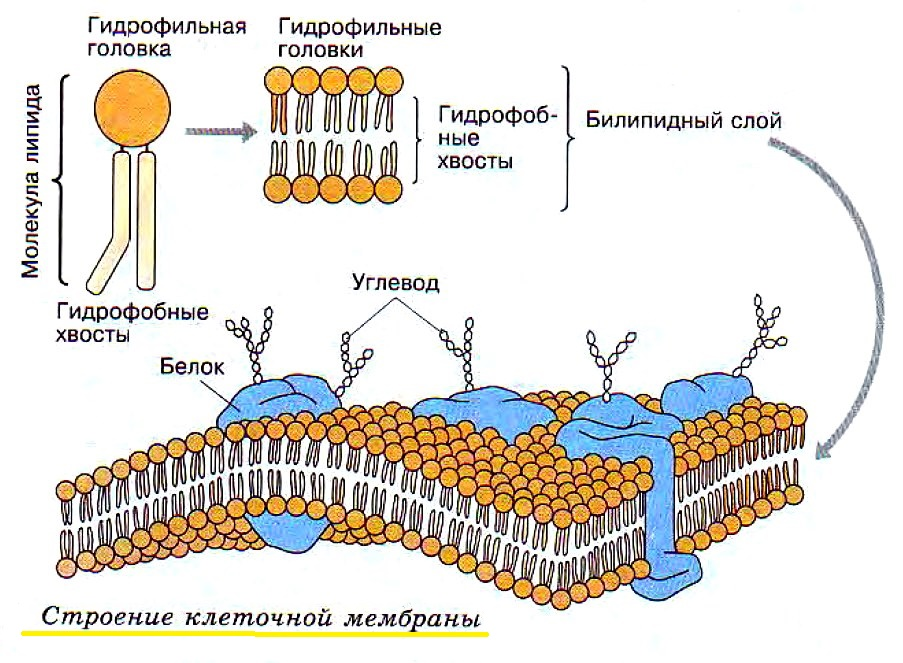 Гидрофильная
головка
Гидрофильные
головки
Молекула липида
Гидрофоб-
ные
хвосты
Билипидный слой
Гидрофобные
хвосты
Углевод
Белок
Строение клеточной мембраны